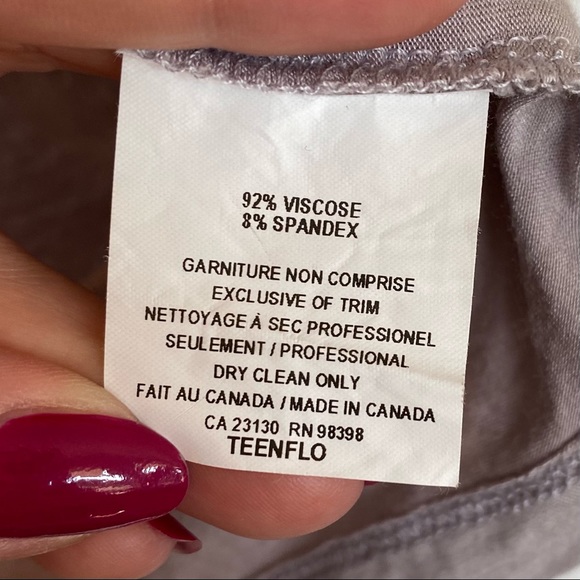 92% VISCOSE
8% SPANDEX
GARNITURE NON COMPRISE
EXCLUSIVE OF TRIM
NETTOYAGE À SEC PROFESSIONEL
SEULEMENT / PROFESSIONAL
DRY CLEAN ONLY
FAIT AU CANADA / MADE IN CANADA
CA 23130 RN 98398
TEENFLO